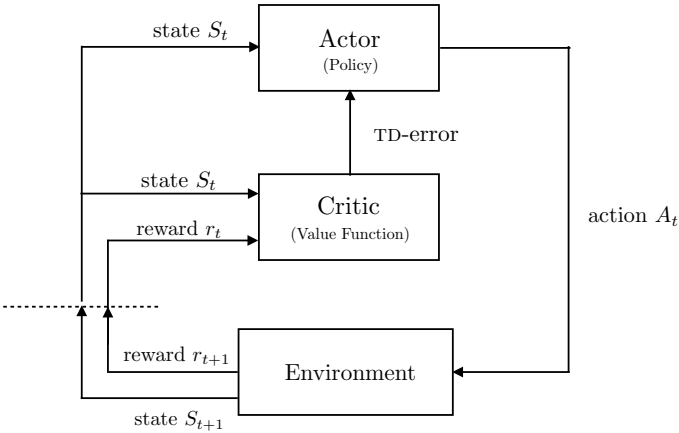 state $S_t$
Actor
(Policy)
TD-error
state $S_t$
Critic
(Value Function)
reward $r_t$
action $A_t$
reward $r_{t+1}$
Environment
state $S_{t+1}$